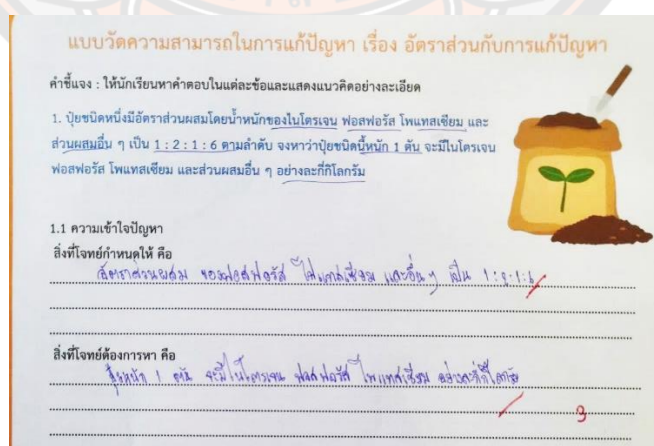 แบบวัดความสามารถในการแก้ปัญหา เรื่อง อัตราส่วนกับการแก้ปัญหา
คำชี้แจง : ให้นักเรียนหาคำตอบในแต่ละข้อและแสดงแนวคิดอย่างละเอียด
1. ปุ๋ยชนิดหนึ่งมีอัตราส่วนผสมโดยน้ำหนักของไนโตรเจน ฟอสฟอรัส โพแทสเซียม และ
ส่วนผสมอื่น ๆ เป็น 1 : 2 : 1 : 6 ตามลำดับ จงหาว่าปุ๋ยชนิดนี้หนัก 1 ตัน จะมีไนโตรเจน
ฟอสฟอรัส โพแทสเซียม และส่วนผสมอื่น ๆ อย่างละกี่กิโลกรัม
1.1 ความเข้าใจปัญหา
สิ่งที่โจทย์กำหนดให้ คือ
อัตราส่วนผสม ของฟอสฟอรัส โพแทสเซียม และอื่น ๆ เป็น 1:2:1:6
สิ่งที่โจทย์ต้องการหา คือ
หนัก 1 ตัน จะมีไนโตรเจน ฟอสฟอรัส โพแทสเซียม อย่างละกี่กิโลกรัม
3